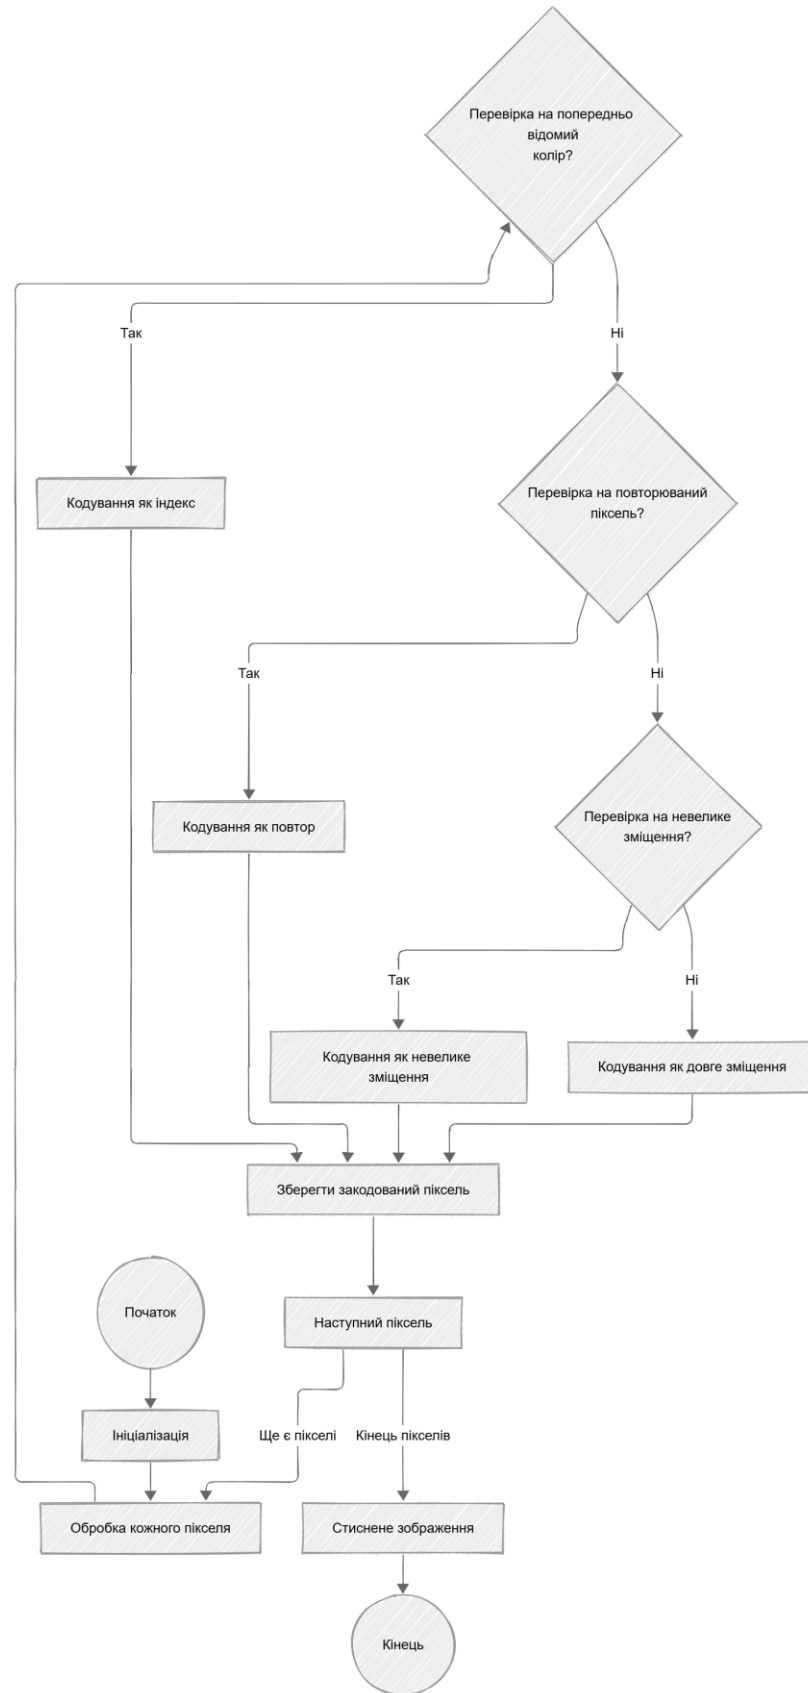 Перевірка на попередньо
відомий
колір?
Так
Ні
Кодування як індекс
Перевірка на повторюваний
піксель?
Так
Ні
Кодування як повтор
Перевірка на невелике
зміщення?
Так
Ні
Кодування як невелике
зміщення
Кодування як довге зміщення
Зберегти закодований піксель
Початок
Наступний піксель
Ініціалізація
Ще є пікселі
Кінець пікселів
Обробка кожного пікселя
Стиснене зображення
Кінець